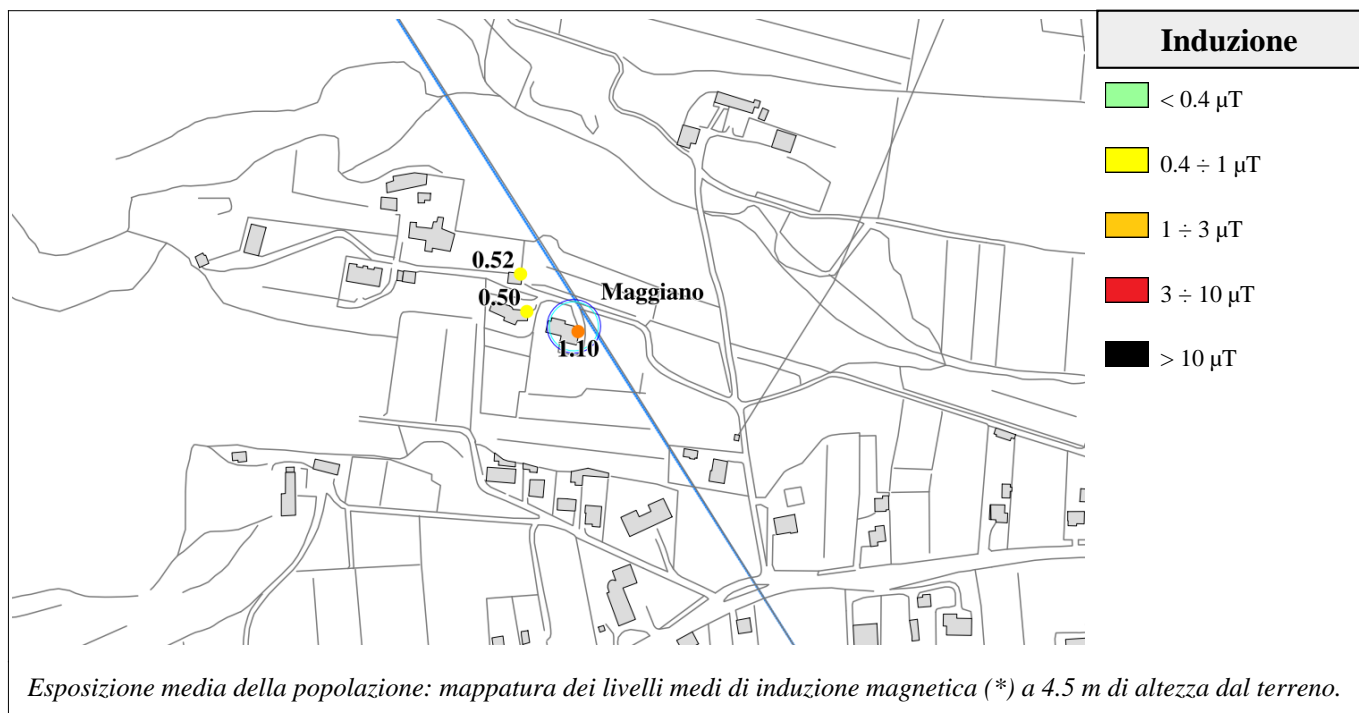 Induzione
< 0.4 µT
0.4 ÷ 1 µT
1 ÷ 3 µT
3 ÷ 10 µT
> 10 µT
0.52
0.50
Maggiano
1.10
Esposizione media della popolazione: mappatura dei livelli medi di induzione magnetica (*) a 4.5 m di altezza dal terreno.